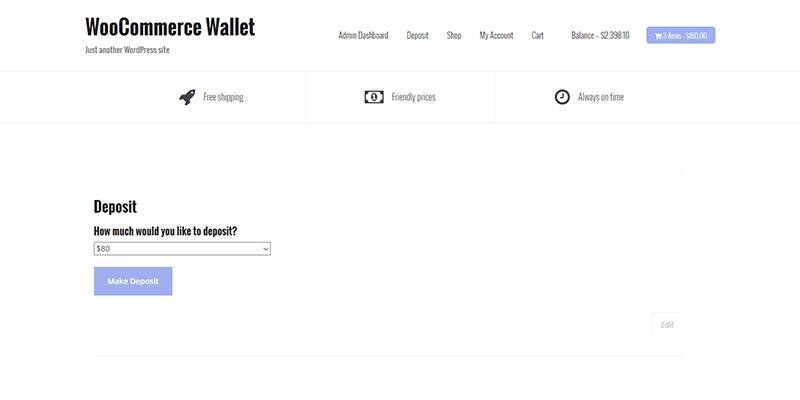 WooCommerce Wallet
Just another WordPress site
Admin Dashboard Deposit Shop My Account Cart Balance - $2,398.10 3 items - $160.00
Free shipping Friendly prices Always on time
Deposit
How much would you like to deposit?
$80
Make Deposit
Edit